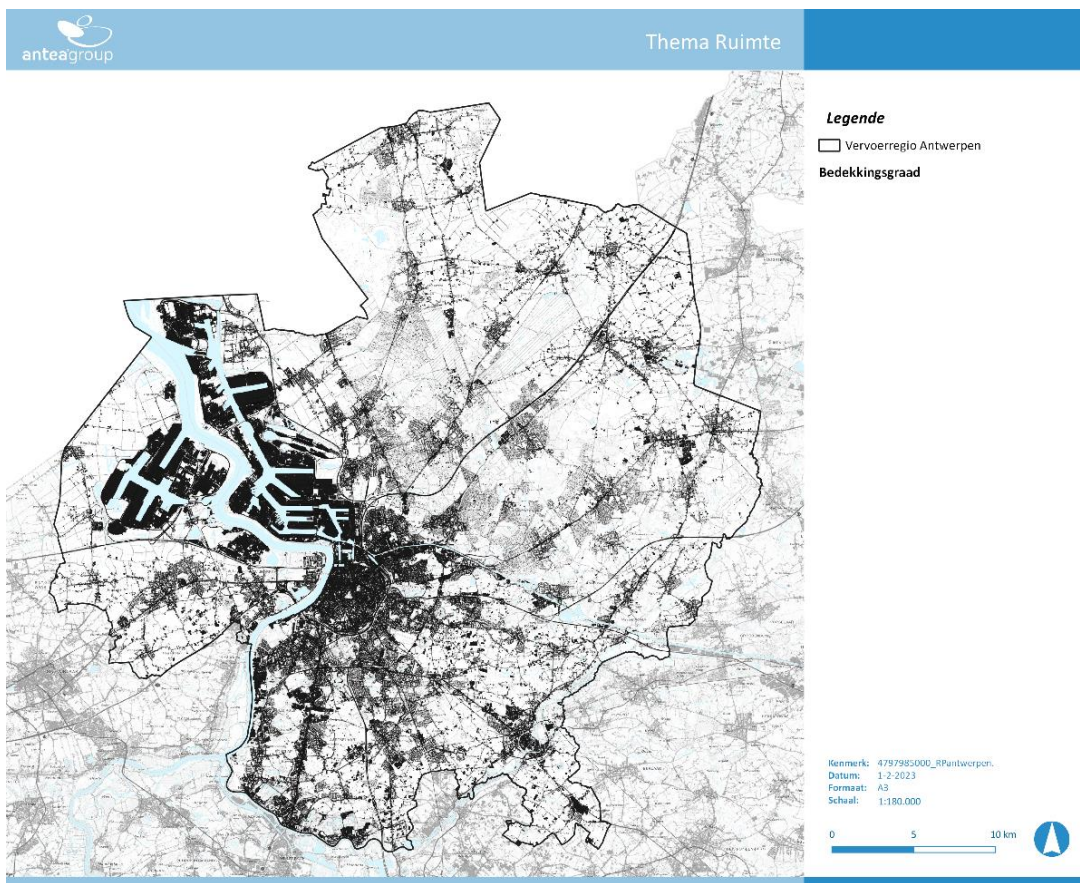 anteagroup
Thema Ruimte
Legende
Vervoerregio Antwerpen
Bedekkingsgraad
Kenmerk: 4797985000_RPantwerpen.
Datum: 1-2-2023
Formaat: A3
Schaal: 1:180.000
0 5 10 km